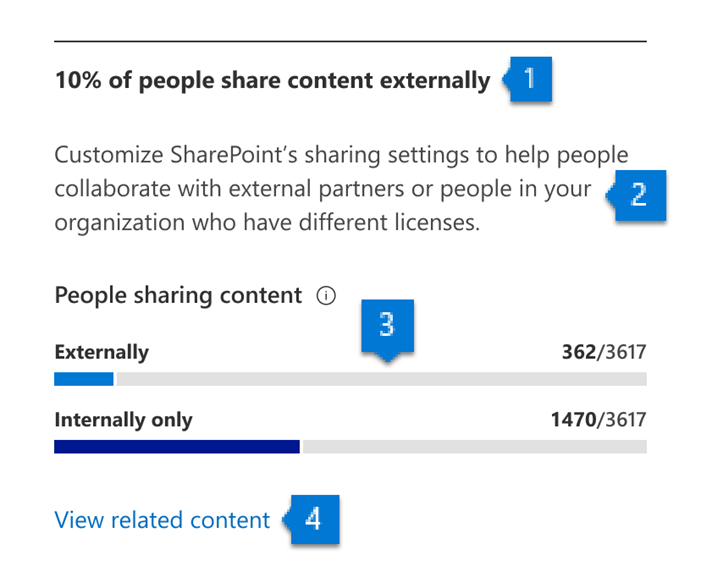 10% of people share content externally 1
Customize SharePoint's sharing settings to help people
collaborate with external partners or people in your 2
organization who have different licenses.
People sharing content ⓘ
3
Externally 362/3617
Internally only 1470/3617
View related content 4